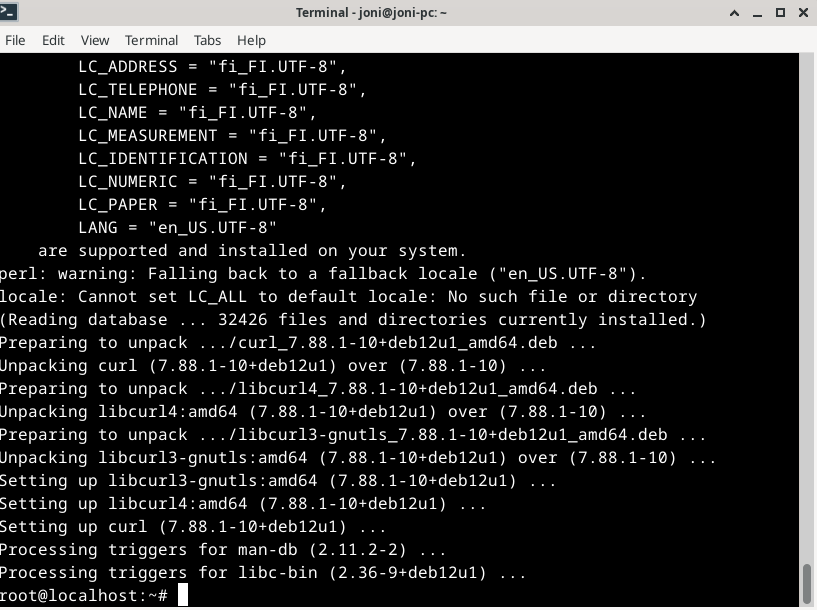 Terminal - joni@joni-pc: ~
File Edit View Terminal Tabs Help
LC_ADDRESS = "fi_FI.UTF-8",
LC_TELEPHONE = "fi_FI.UTF-8",
LC_NAME = "fi_FI.UTF-8",
LC_MEASUREMENT = "fi_FI.UTF-8",
LC_IDENTIFICATION = "fi_FI.UTF-8",
LC_NUMERIC = "fi_FI.UTF-8",
LC_PAPER = "fi_FI.UTF-8",
LANG = "en_US.UTF-8"
are supported and installed on your system.
perl: warning: Falling back to a fallback locale ("en_US.UTF-8").
locale: Cannot set LC_ALL to default locale: No such file or directory
(Reading database ... 32426 files and directories currently installed.)
Preparing to unpack .../curl_7.88.1-10+deb12u1_amd64.deb ...
Unpacking curl (7.88.1-10+deb12u1) over (7.88.1-10) ...
Preparing to unpack .../libcurl4_7.88.1-10+deb12u1_amd64.deb ...
Unpacking libcurl4:amd64 (7.88.1-10+deb12u1) over (7.88.1-10) ...
Preparing to unpack .../libcurl3-gnutls_7.88.1-10+deb12u1_amd64.deb ...
Unpacking libcurl3-gnutls:amd64 (7.88.1-10+deb12u1) over (7.88.1-10) ...
Setting up libcurl3-gnutls:amd64 (7.88.1-10+deb12u1) ...
Setting up libcurl4:amd64 (7.88.1-10+deb12u1) ...
Setting up curl (7.88.1-10+deb12u1) ...
Processing triggers for man-db (2.11.2-2) ...
Processing triggers for libc-bin (2.36-9+deb12u1) ...
root@localhost:~#